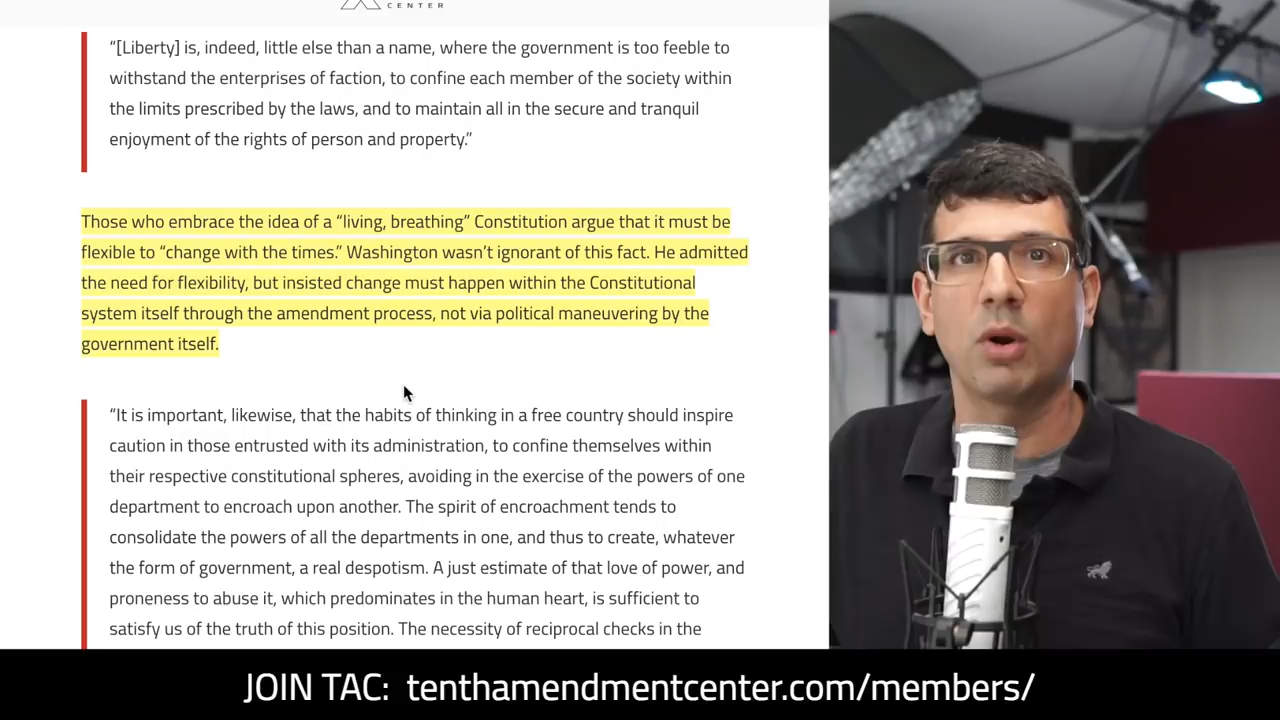 CENTER
“[Liberty] is, indeed, little else than a name, where the government is too feeble to
withstand the enterprises of faction, to confine each member of the society within
the limits prescribed by the laws, and to maintain all in the secure and tranquil
enjoyment of the rights of person and property.”
Those who embrace the idea of a “living, breathing” Constitution argue that it must be
flexible to “change with the times.” Washington wasn’t ignorant of this fact. He admitted
the need for flexibility, but insisted change must happen within the Constitutional
system itself through the amendment process, not via political maneuvering by the
government itself.
“It is important, likewise, that the habits of thinking in a free country should inspire
caution in those entrusted with its administration, to confine themselves within
their respective constitutional spheres, avoiding in the exercise of the powers of one
department to encroach upon another. The spirit of encroachment tends to
consolidate the powers of all the departments in one, and thus to create, whatever
the form of government, a real despotism. A just estimate of that love of power, and
proneness to abuse it, which predominates in the human heart, is sufficient to
satisfy us of the truth of this position. The necessity of reciprocal checks in the
JOIN TAC: tenthamendmentcenter.com/members/